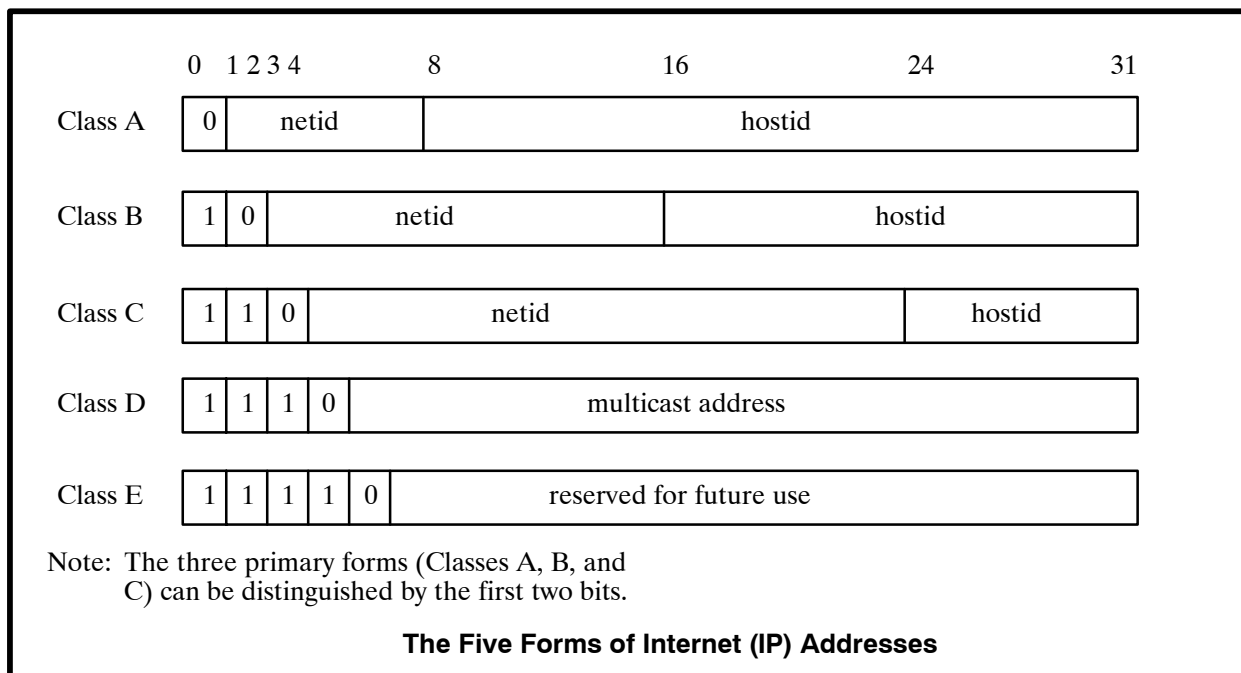 0 1 2 3 4 8 16 24 31
Class A 0 netid hostid
Class B 1 0 netid hostid
Class C 1 1 0 netid hostid
Class D 1 1 1 0 multicast address
Class E 1 1 1 1 0 reserved for future use
Note: The three primary forms (Classes A, B, and
C) can be distinguished by the first two bits.
The Five Forms of Internet (IP) Addresses